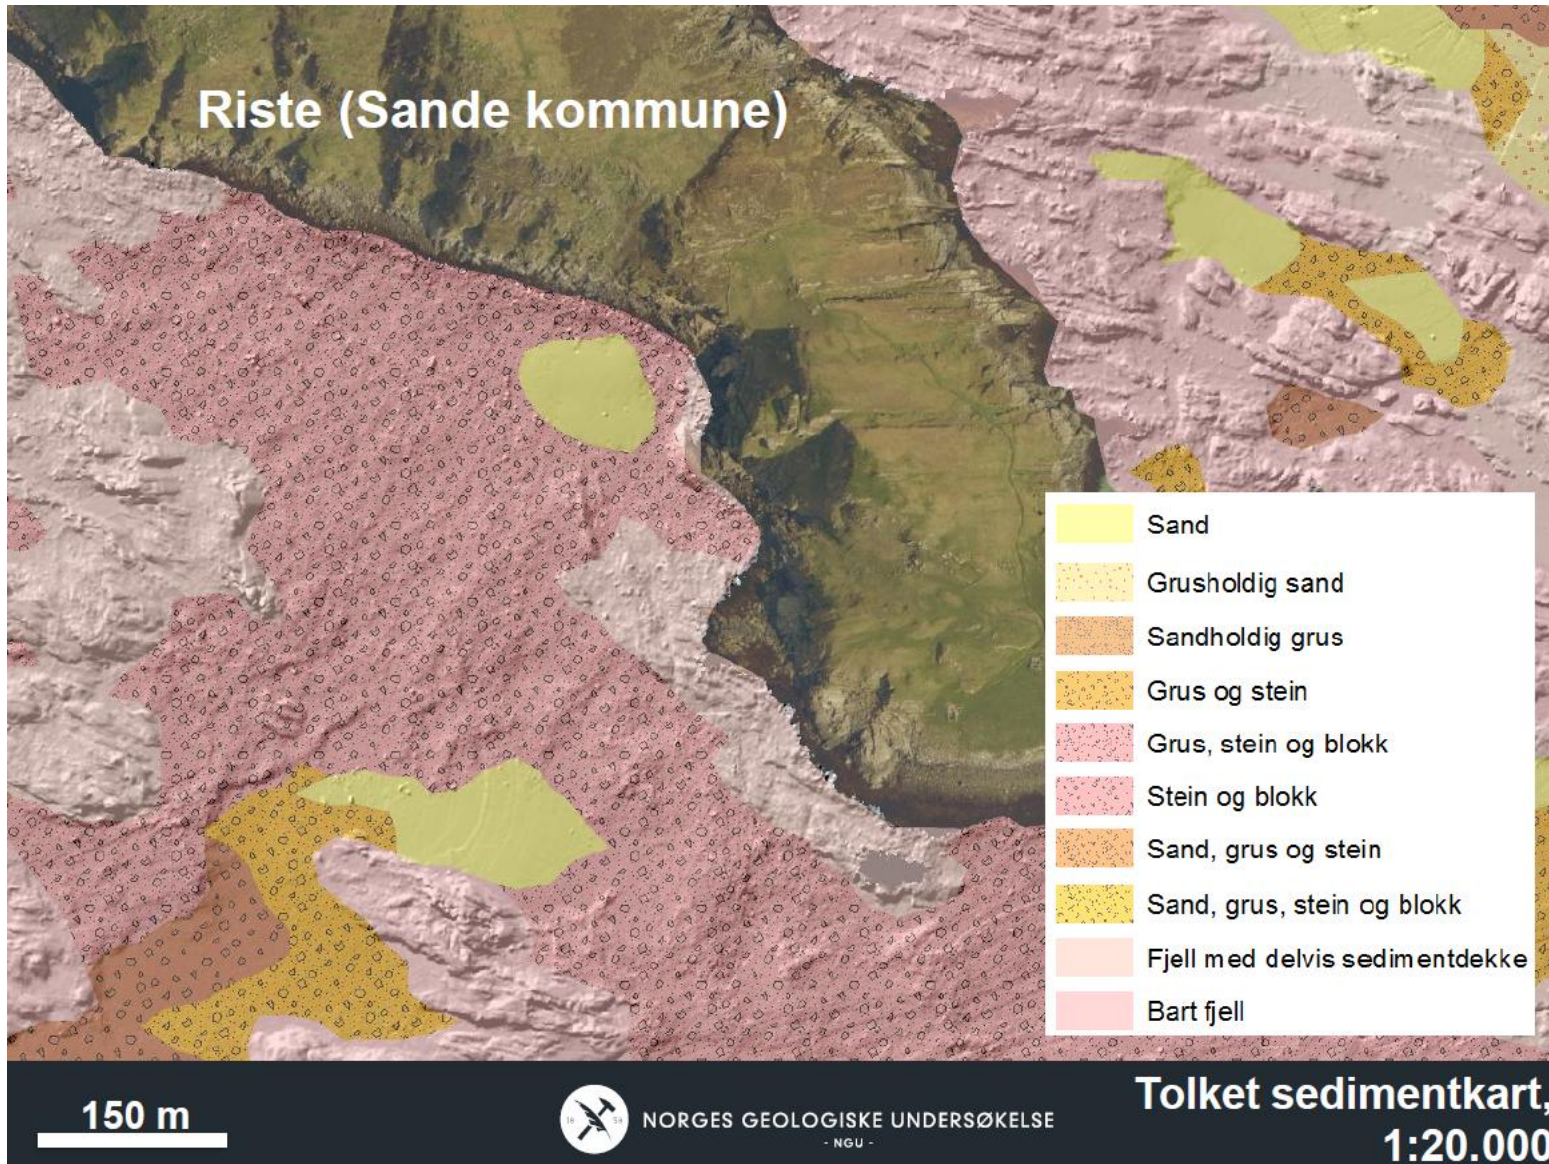 Riste (Sande kommune)
Sand
Grusholdig sand
Sandholdig grus
Grus og stein
Grus, stein og blokk
Stein og blokk
Sand, grus og stein
Sand, grus, stein og blokk
Fjell med delvis sedimentdekke
Bart fjell
150 m
18 58
NORGES GEOLOGISKE UNDERSØKELSE
- NGU -
Tolket sedimentkart,
1:20.000